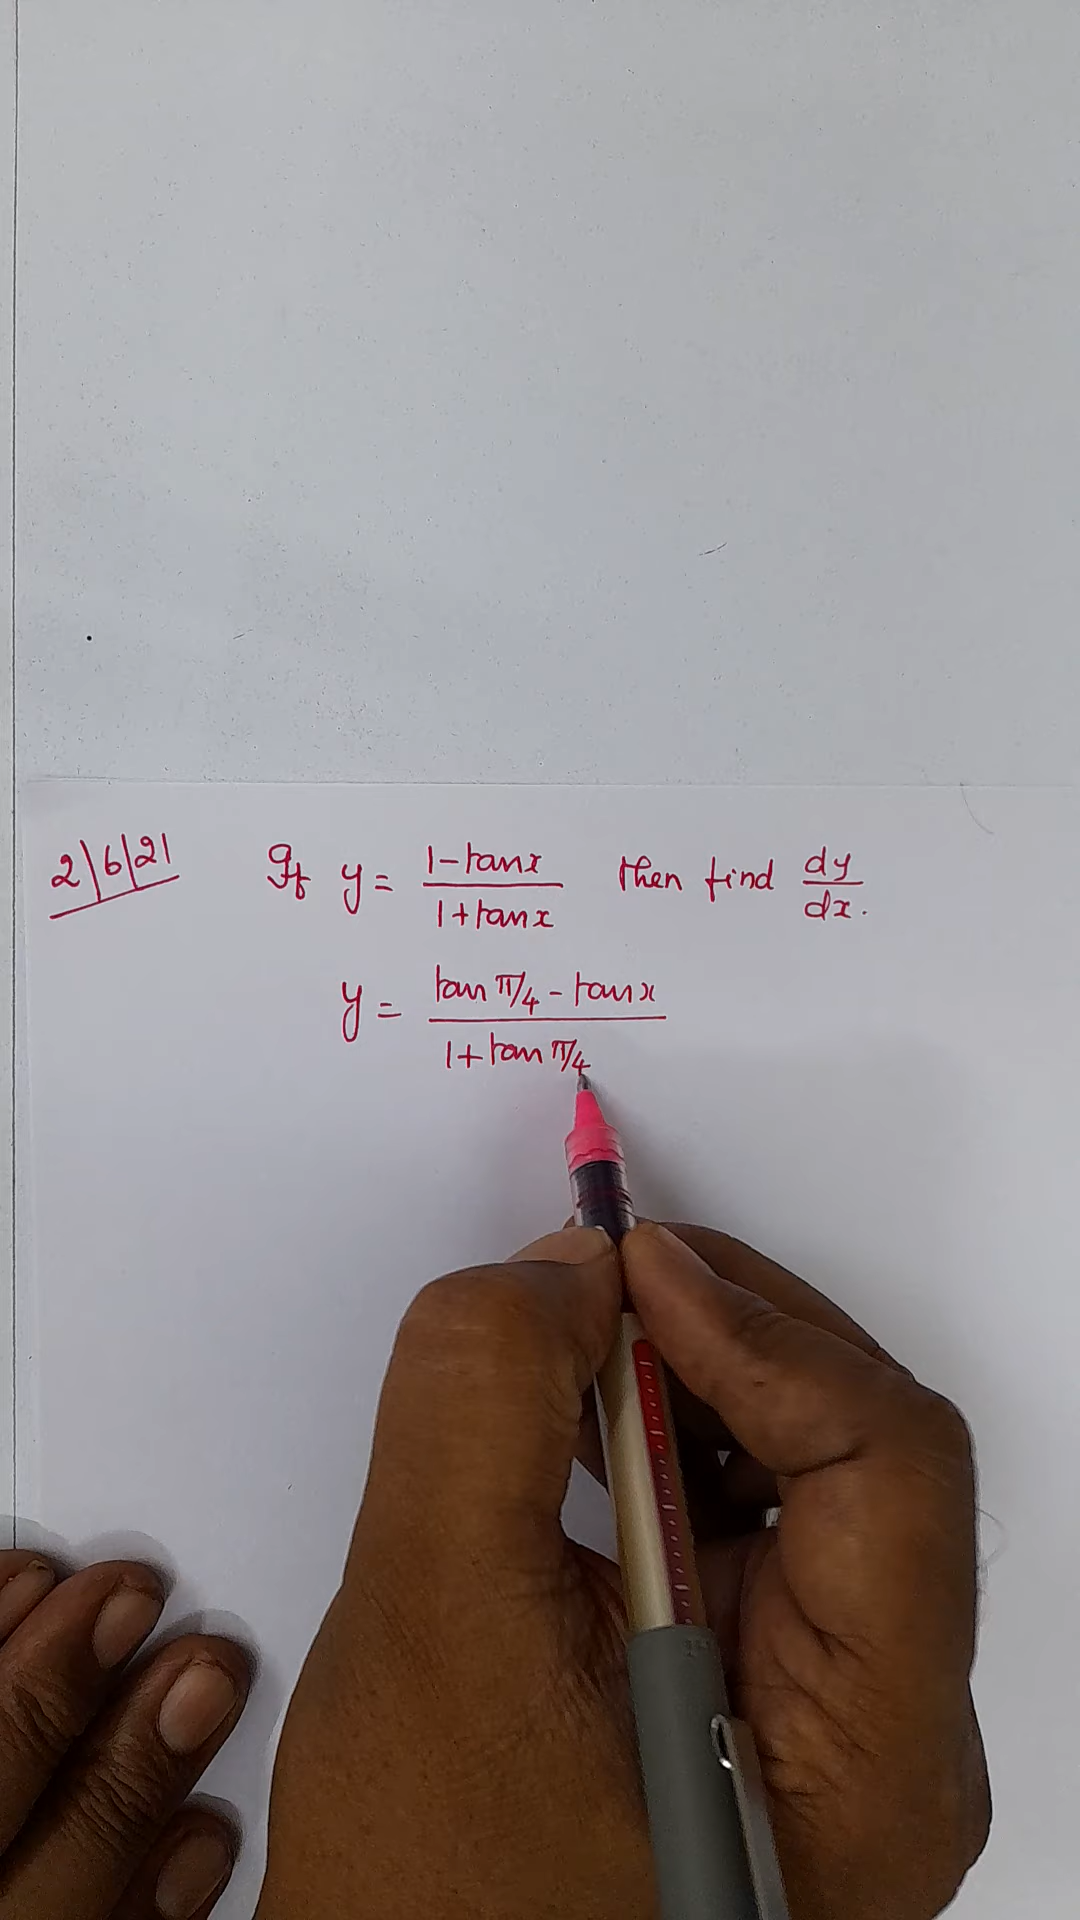 2/6/21 If y = (1-tanx)/(1+tanx) then find dy/dx.
y = (tan π/4 - tanx)/(1+tan π/4